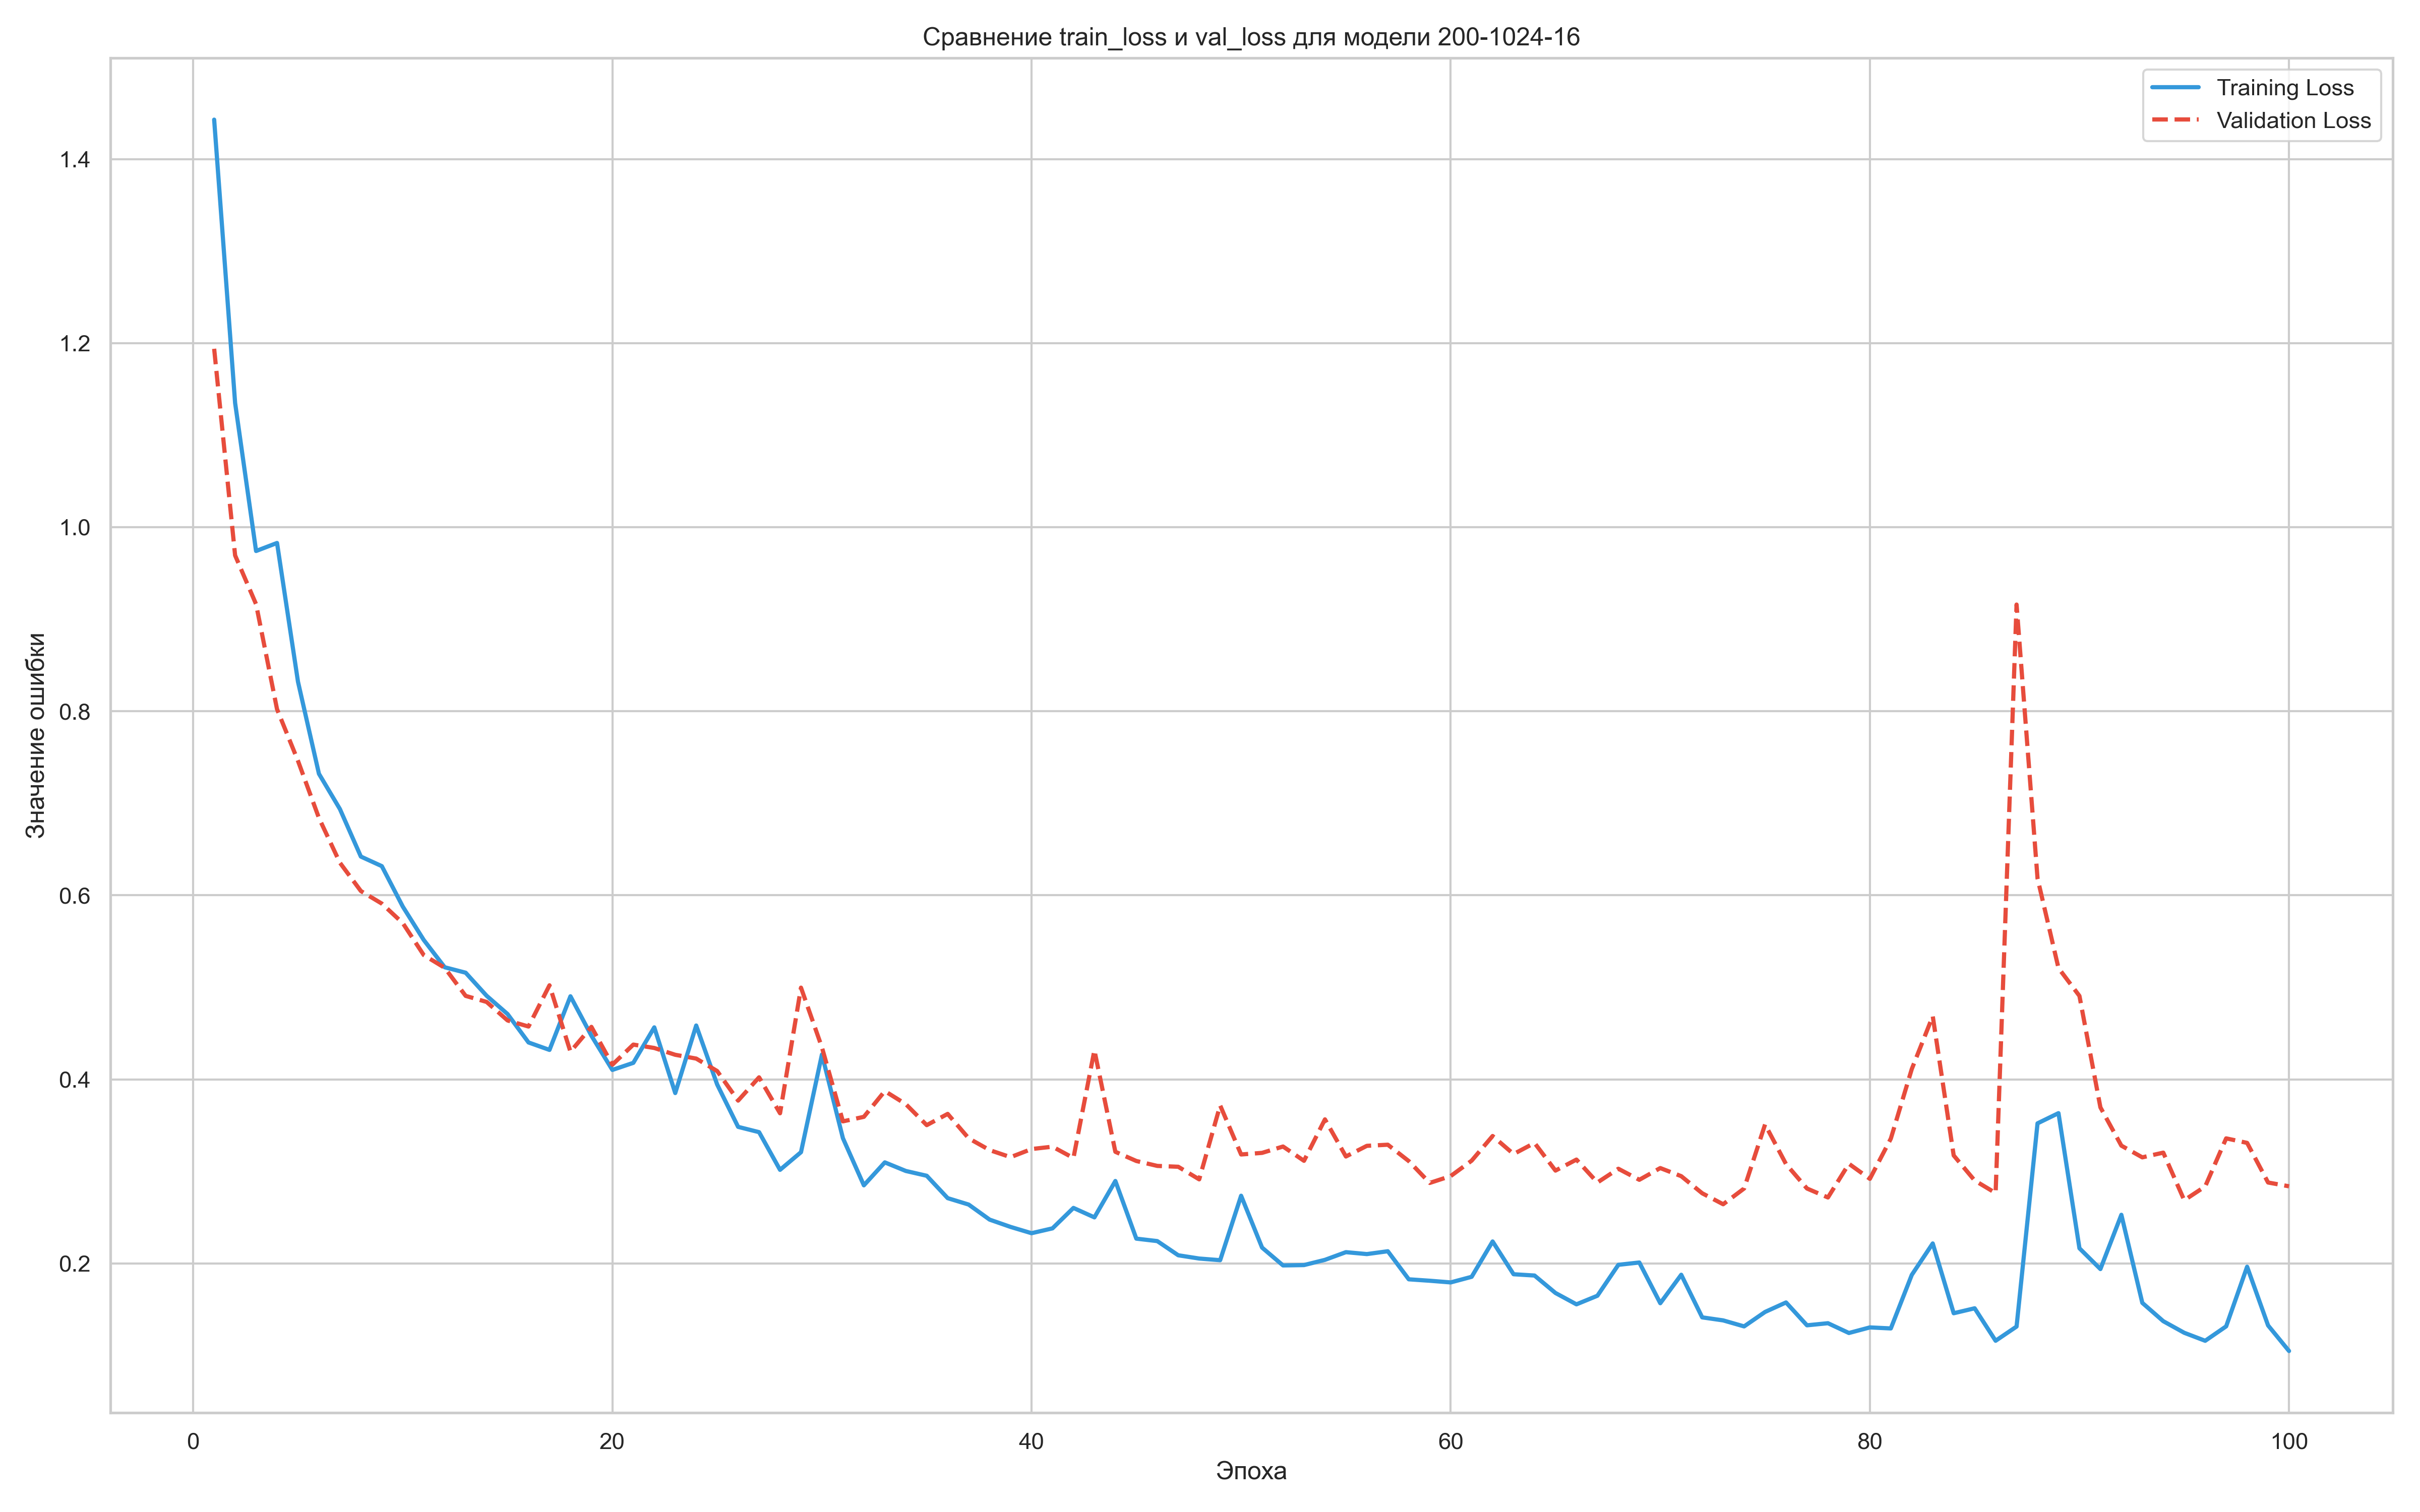 Сравнение train_loss и val_loss для модели 200-1024-16
Training Loss
Validation Loss
Значение ошибки
1.4
1.2
1.0
0.8
0.6
0.4
0.2
0 20 40 60 80 100
Эпоха